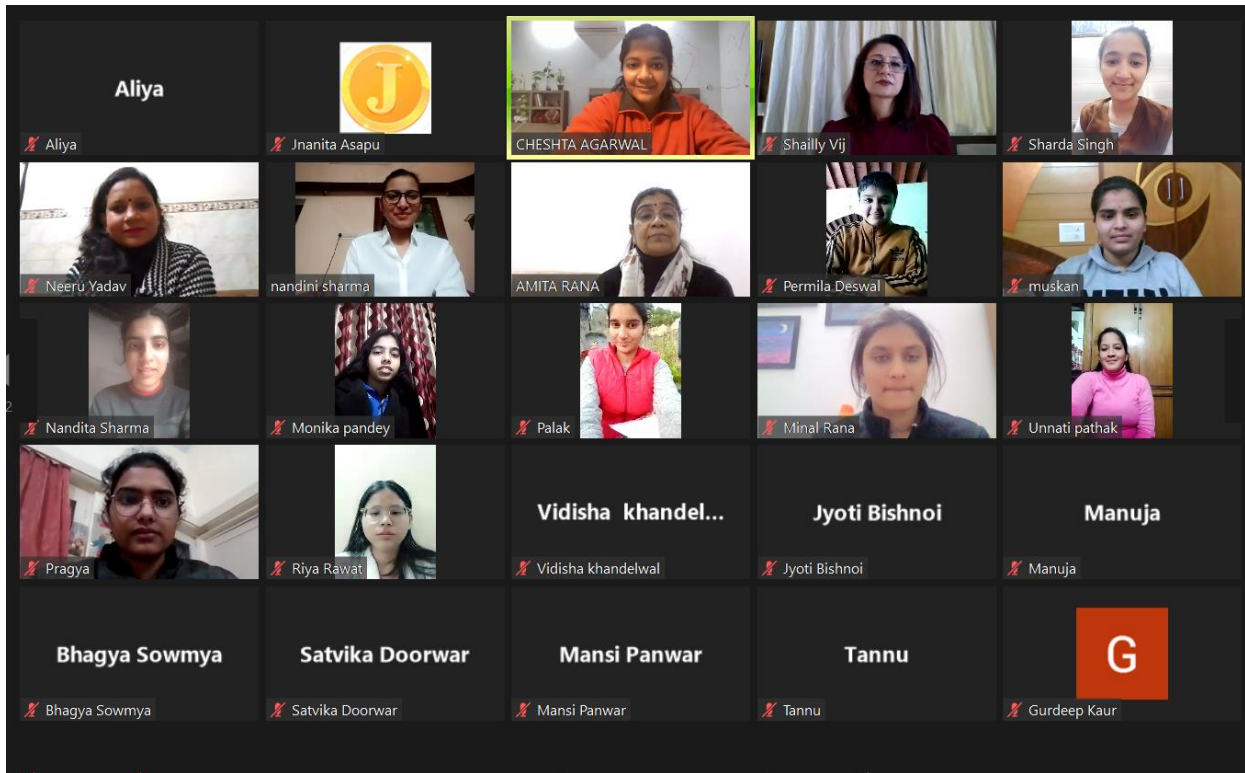 Aliya
Aliya
J
Jnanita Asapu
CHESHTA AGARWAL
Shailly Vij
Sharda Singh
Neeru Yadav
nandini sharma
AMITA RANA
Permila Deswal
muskan
Nandita Sharma
Monika pandey
Palak
Minal Rana
Unnati pathak
2
Pragya
Riya Rawat
Vidisha khandel...
Vidisha khandelwal
Jyoti Bishnoi
Jyoti Bishnoi
Manuja
Manuja
Bhagya Sowmya
Bhagya Sowmya
Satvika Doorwar
Satvika Doorwar
Mansi Panwar
Mansi Panwar
Tannu
Tannu
G
Gurdeep Kaur